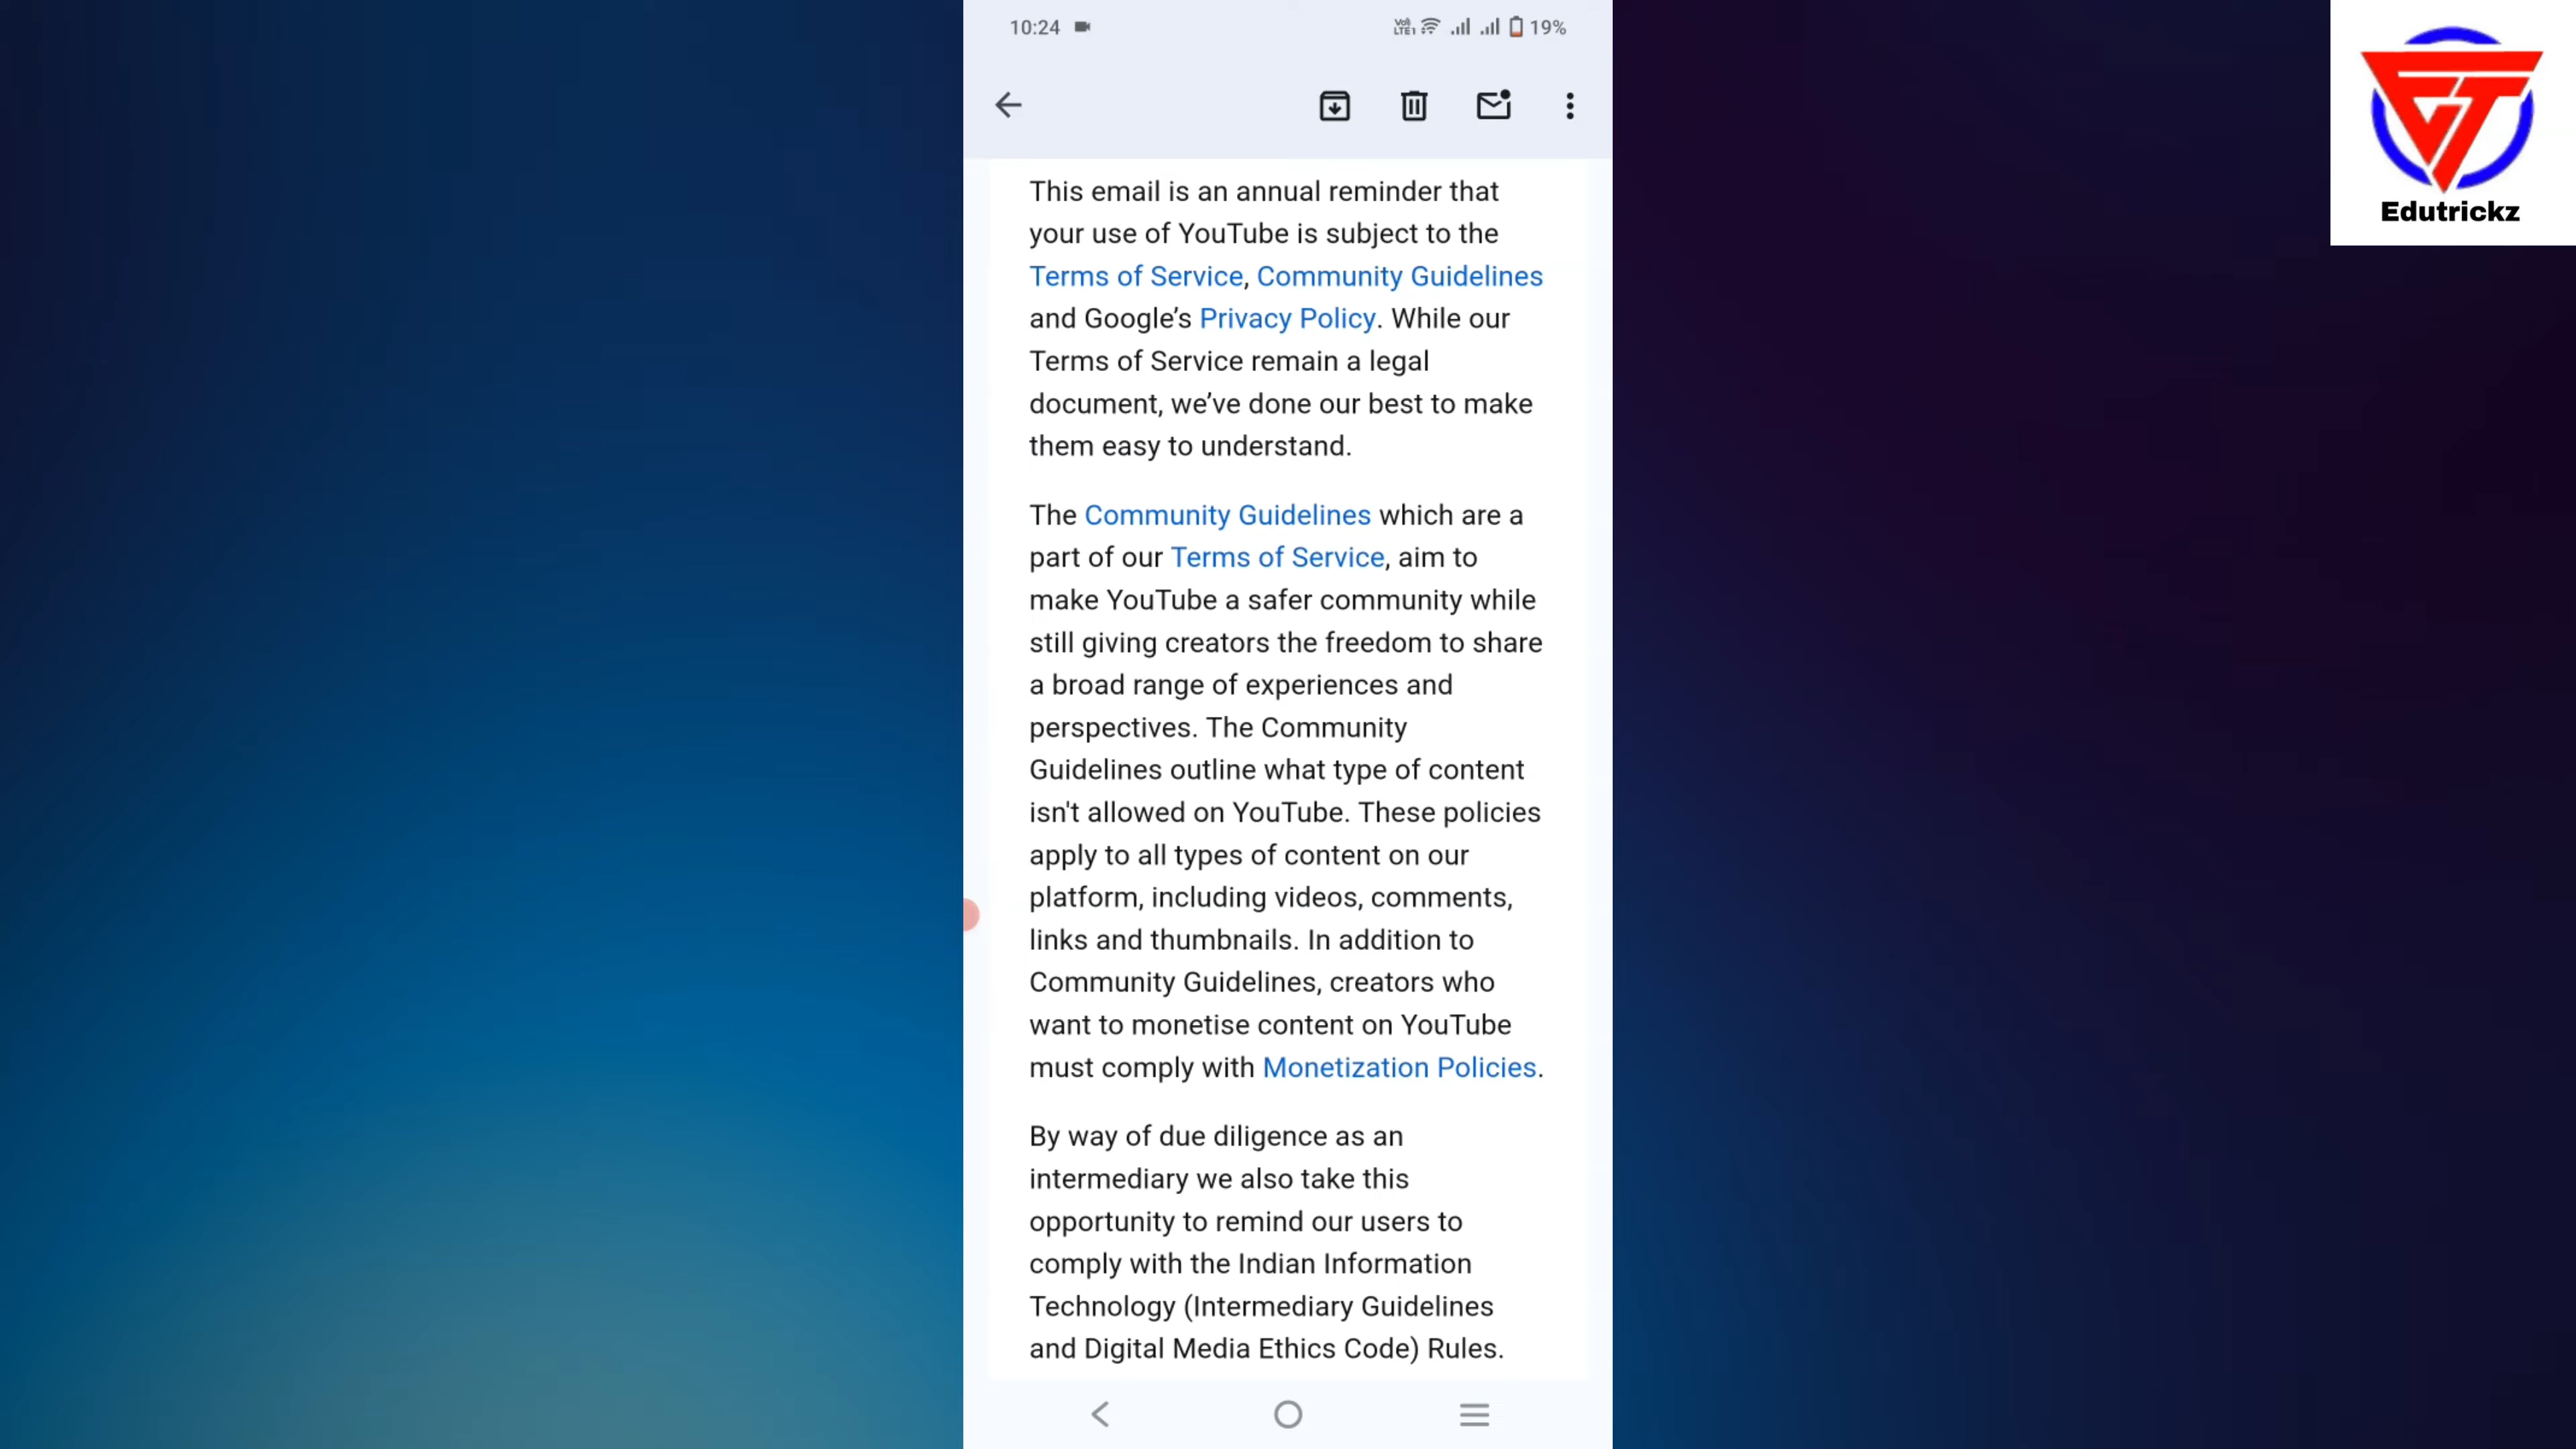 10:24
VoI) LTE1 19%
Edutrickz
This email is an annual reminder that
your use of YouTube is subject to the
Terms of Service, Community Guidelines
and Google’s Privacy Policy. While our
Terms of Service remain a legal
document, we’ve done our best to make
them easy to understand.
The Community Guidelines which are a
part of our Terms of Service, aim to
make YouTube a safer community while
still giving creators the freedom to share
a broad range of experiences and
perspectives. The Community
Guidelines outline what type of content
isn't allowed on YouTube. These policies
apply to all types of content on our
platform, including videos, comments,
links and thumbnails. In addition to
Community Guidelines, creators who
want to monetise content on YouTube
must comply with Monetization Policies.
By way of due diligence as an
intermediary we also take this
opportunity to remind our users to
comply with the Indian Information
Technology (Intermediary Guidelines
and Digital Media Ethics Code) Rules.